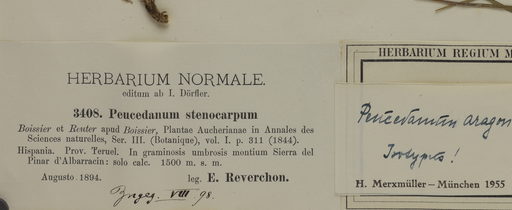 HERBARIUM NORMALE.
editum ab I. Dörfler.
3408. Peucedanum stenocarpum
Boissier et Reuter apud Boissier, Plantae Aucherianae in Annales des
Sciences naturelles, Ser. III. (Botanique), vol. I. p. 311 (1844).
Hispania. Prov. Teruel. In graminosis umbrosis montium Sierra del
Pinar d'Albarracin: solo calc. 1500 m. s. m.
Augusto 1894. leg. E. Reverchon.
VIII 98.
HERBARIUM REGIUM M
Peucedanum aragon
Isotypus!
H. Merxmüller – München 1955